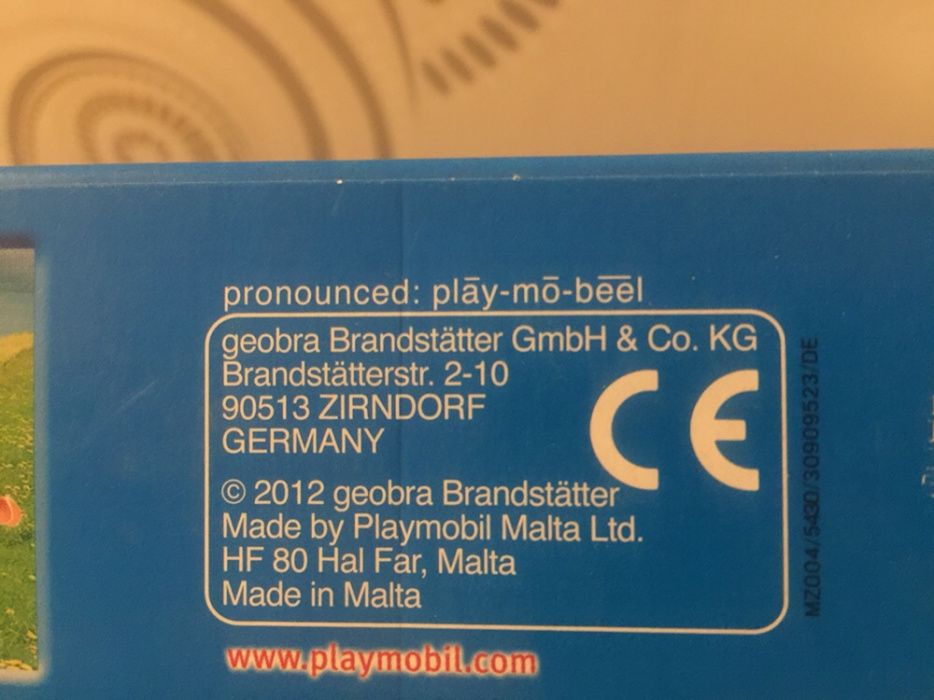 pronounced: plāy-mō-bēēl
geobra Brandstätter GmbH & Co. KG
Brandstätterstr. 2-10
90513 ZIRNDORF
GERMANY
CE
© 2012 geobra Brandstätter
Made by Playmobil Malta Ltd.
HF 80 Hal Far, Malta
Made in Malta
www.playmobil.com
MZ004/5430/30909523/DE